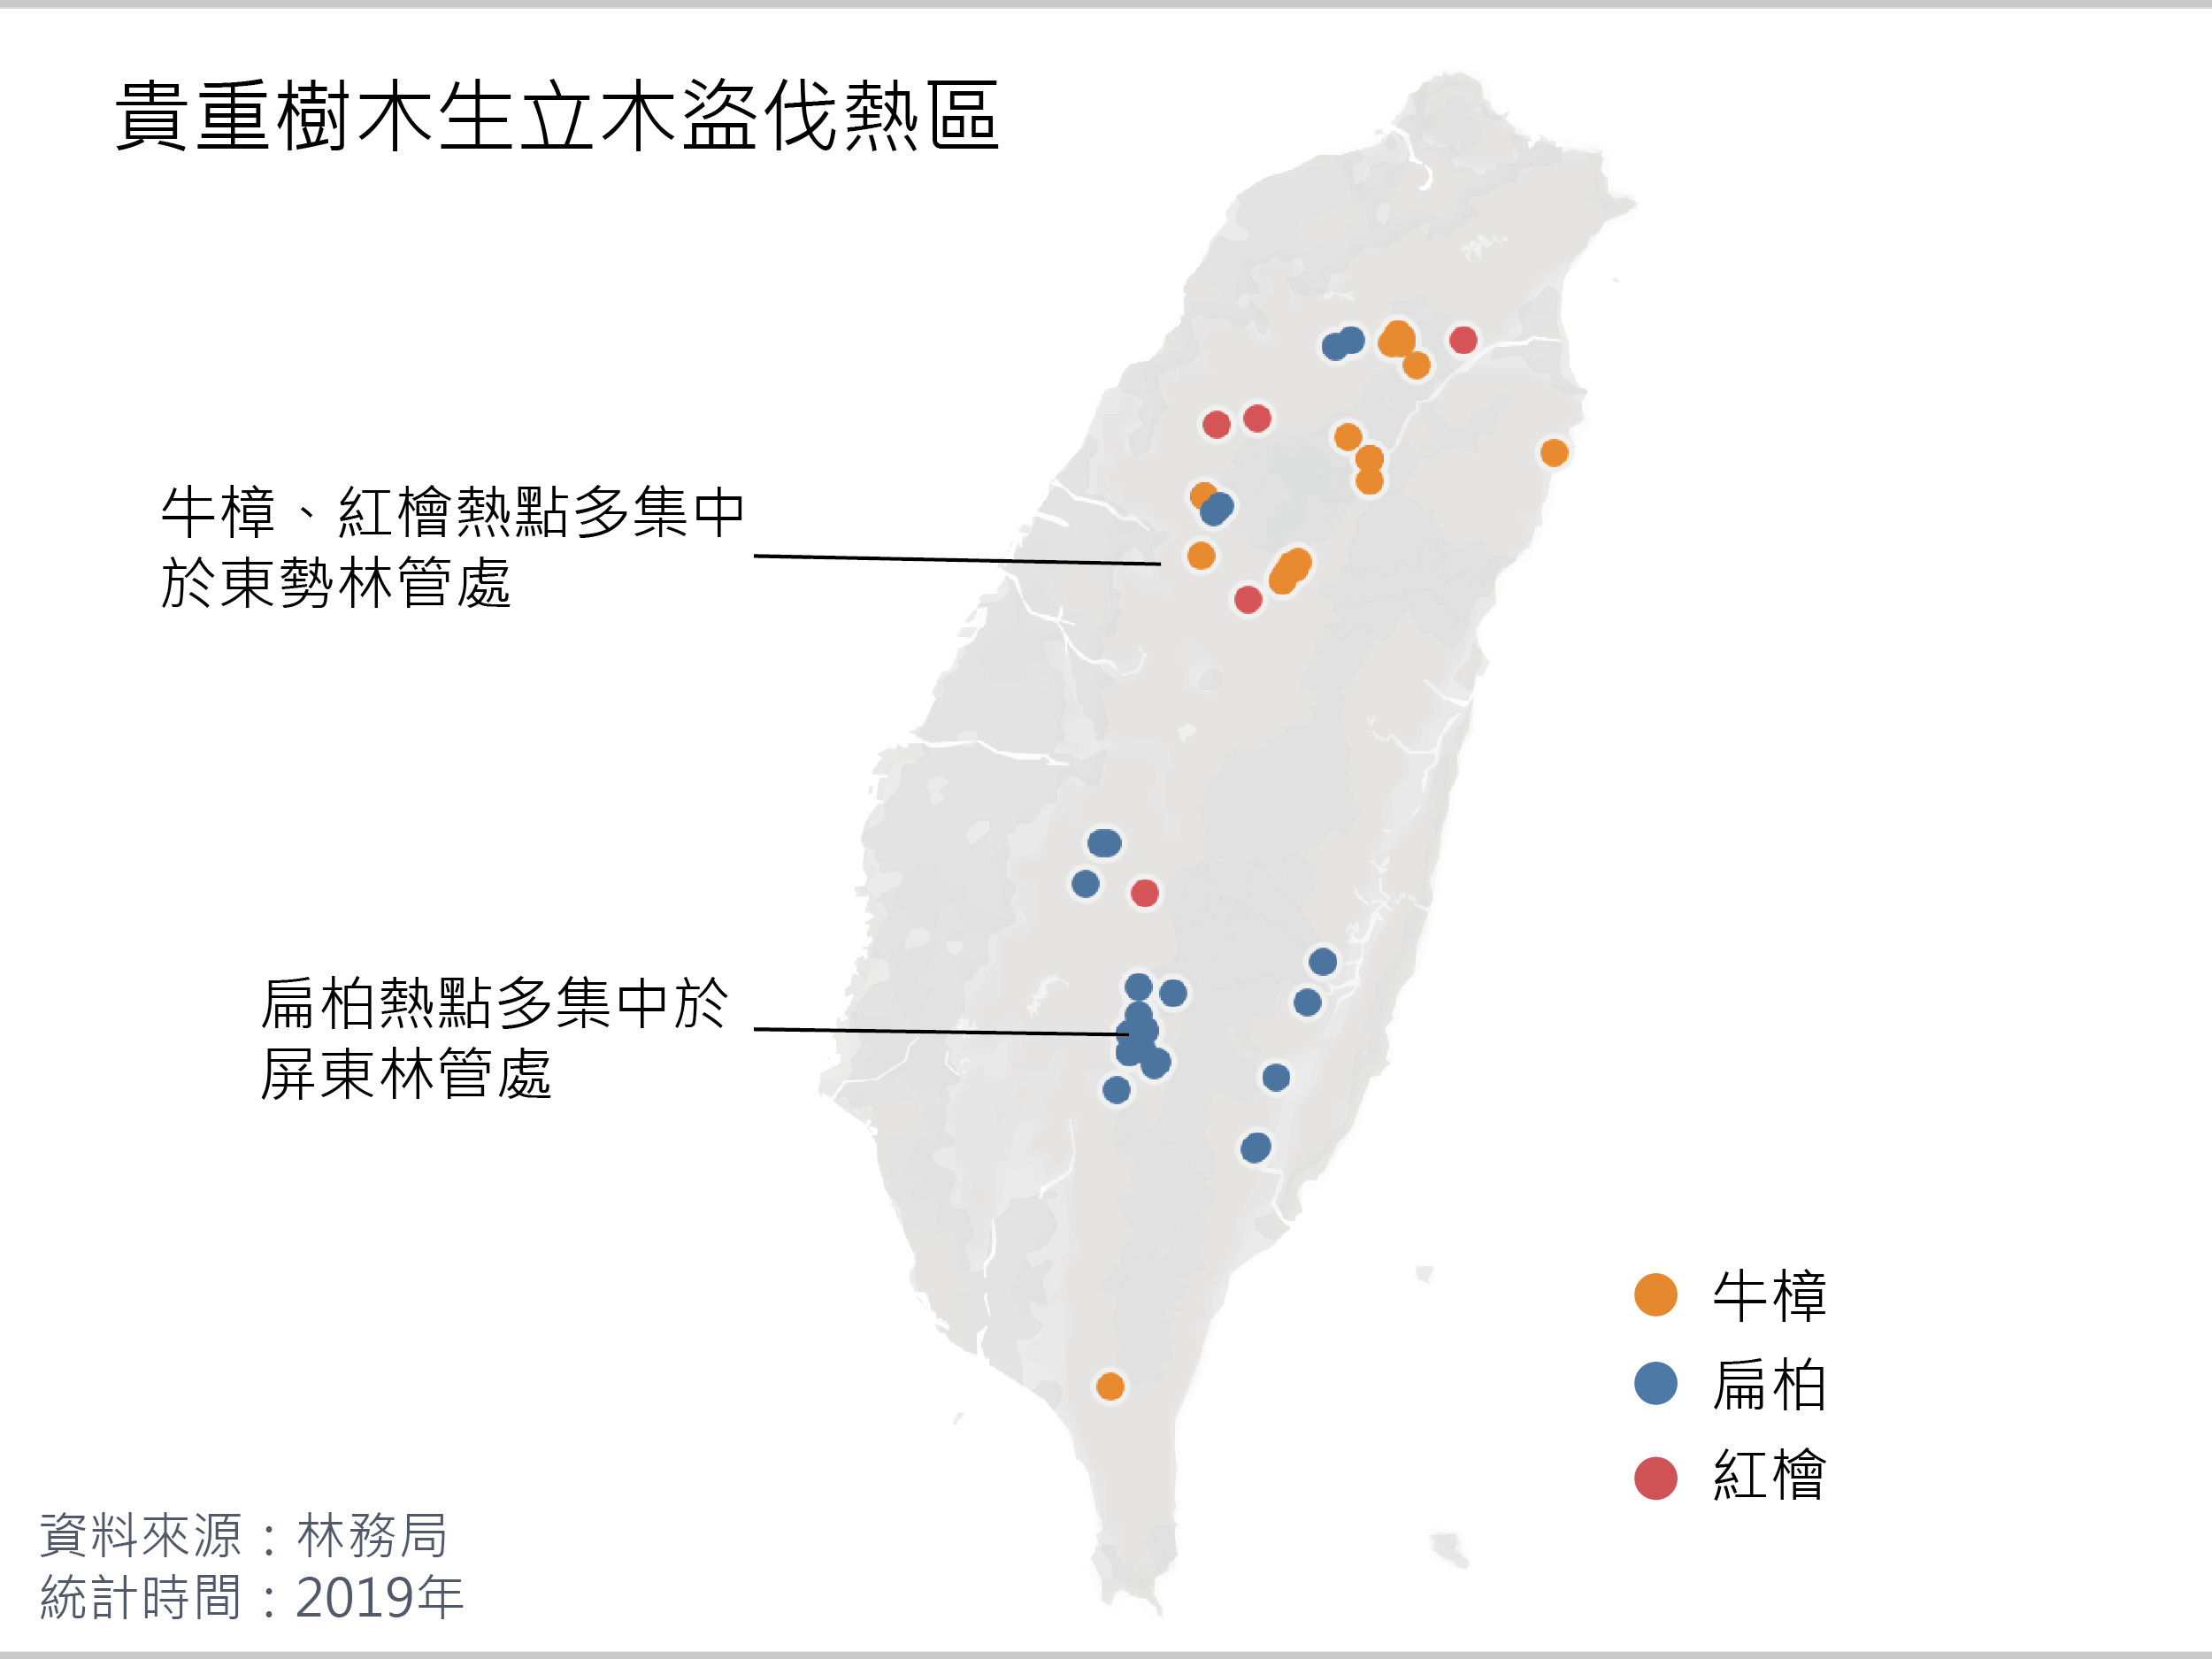 貴重樹木生立木盜伐熱區
牛樟、紅檜熱點多集中
於東勢林管處
扁柏熱點多集中於
屏東林管處
牛樟
扁柏
紅檜
資料來源：林務局
統計時間：2019年